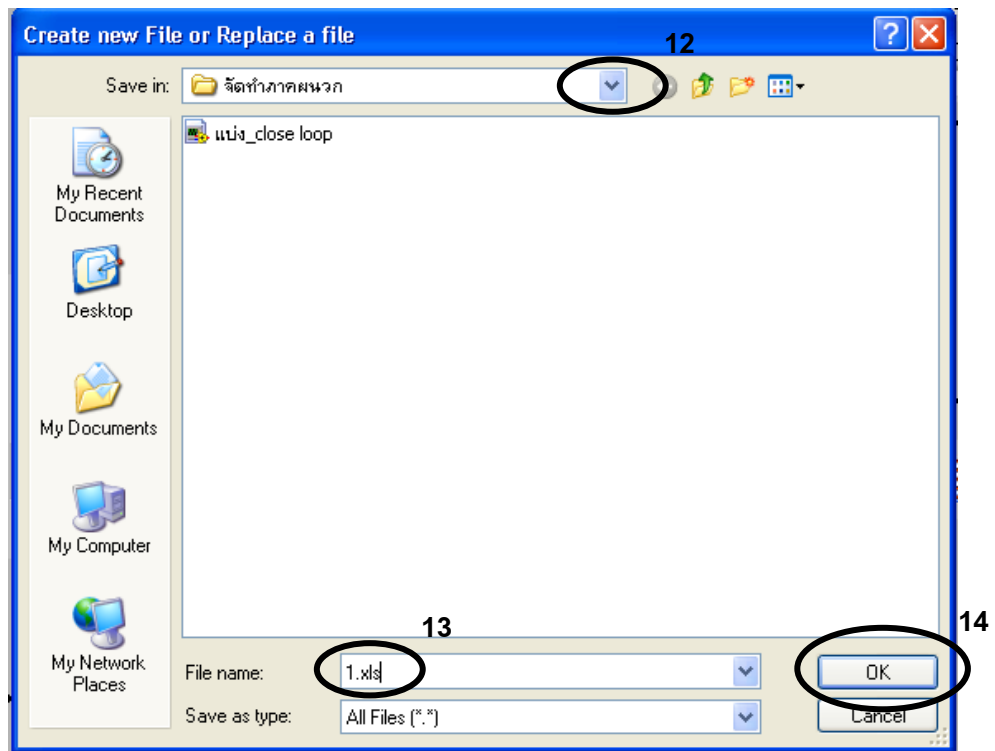 Create new File or Replace a file
12
Save in:
จัดทำภาคผนวก
แบ่ง_close loop
My Recent
Documents
Desktop
My Documents
My Computer
My Network
Places
13
14
File name:
1.xls
OK
Save as type:
All Files (*.*)
Cancel